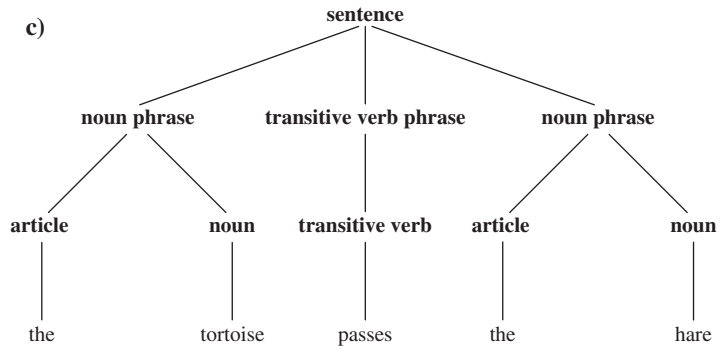 c)
sentence
noun phrase transitive verb phrase noun phrase
article noun transitive verb article noun
the tortoise passes the hare